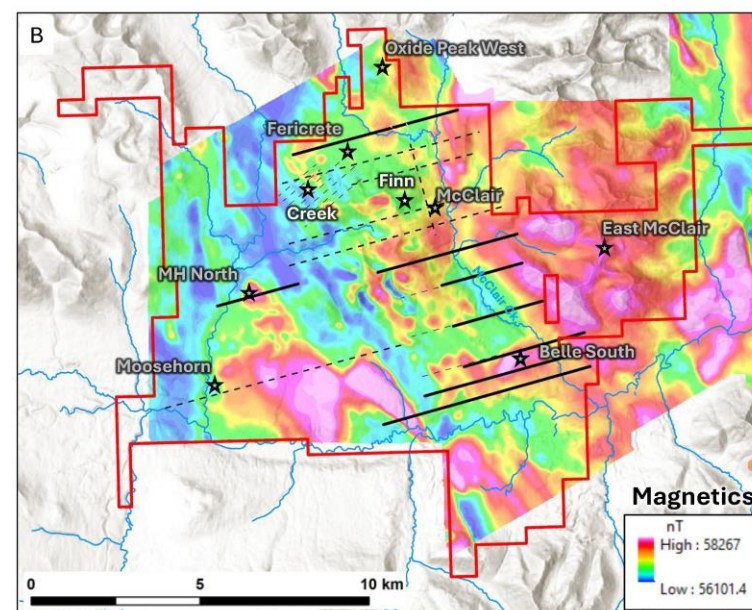 B
Oxide Peak West
Fericrete
Finn
Creek
McClair
East McClair
MH North
McClair Ck
Moosehorn
Belle South
Magnetics
nT
High : 58267
Low : 56101.4
0 5 10 km